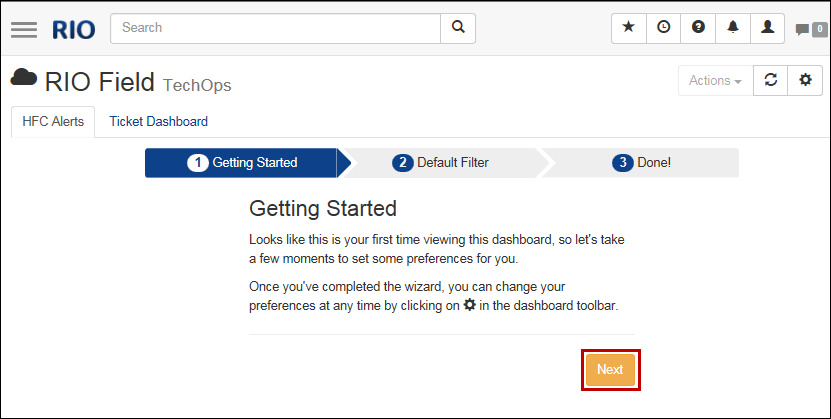 RIO Search 0
RIO Field TechOps Actions
HFC Alerts Ticket Dashboard
1 Getting Started 2 Default Filter 3 Done!
Getting Started
Looks like this is your first time viewing this dashboard, so let's take
a few moments to set some preferences for you.
Once you've completed the wizard, you can change your
preferences at any time by clicking on in the dashboard toolbar.
Next